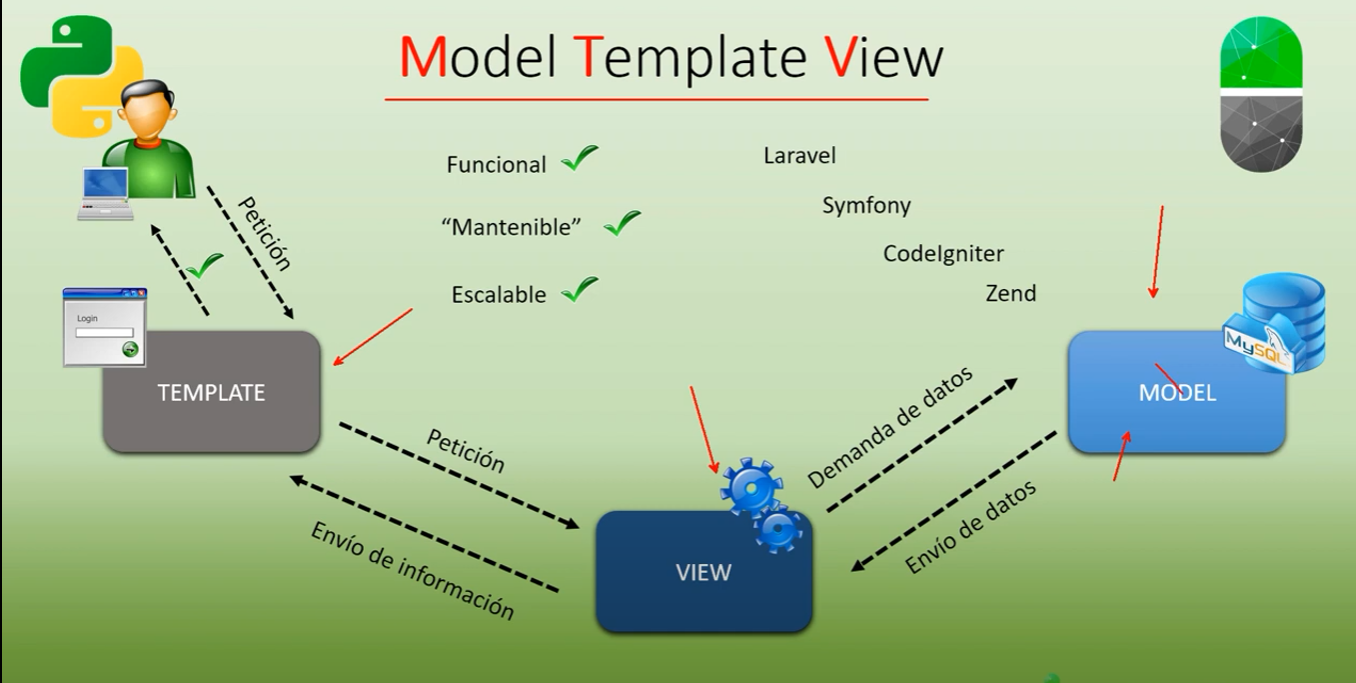 Model Template View
Funcional
Laravel
Symfony
"Mantenible"
CodeIgniter
Escalable
Zend
Petición
Login
TEMPLATE
MySQL
MODEL
Petición
Envío de información
VIEW
Demanda de datos
Envío de datos